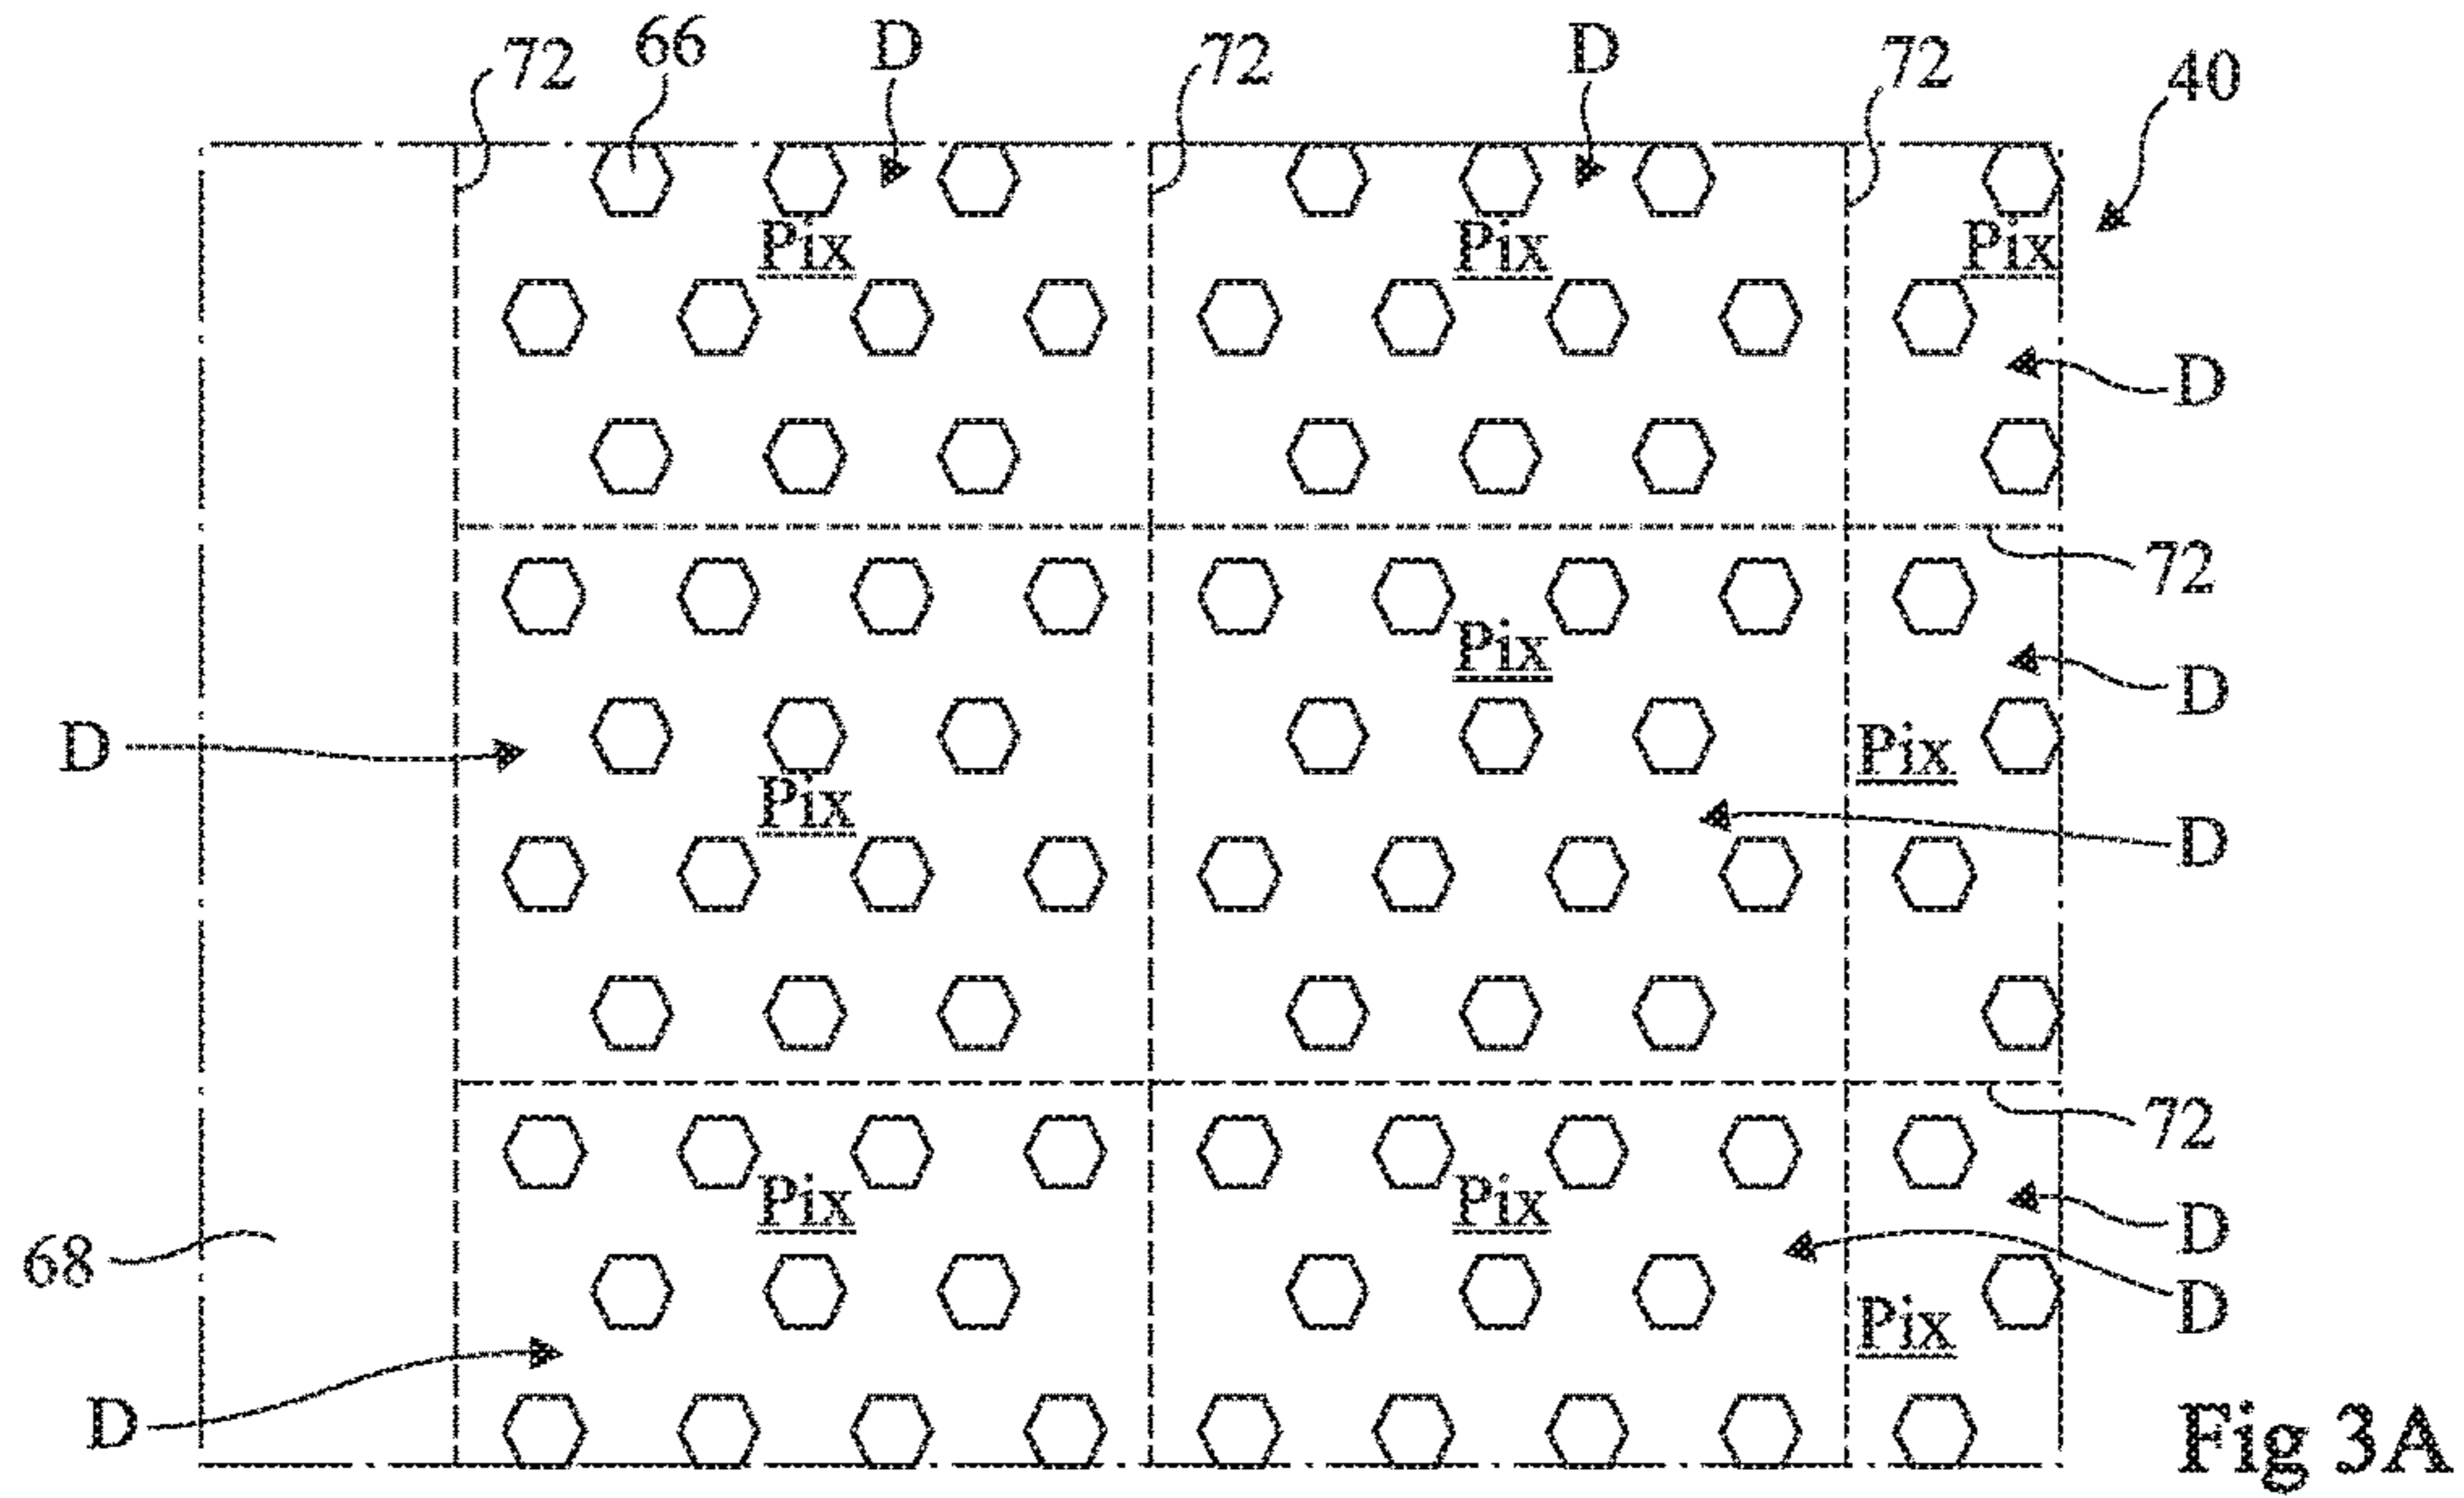 72 66 D 72 D 72 40
Pix Pix Pix
D
72
Pix D
D Pix
Pix D
72
Pix Pix D
68 D
Pix
D Fig 3A